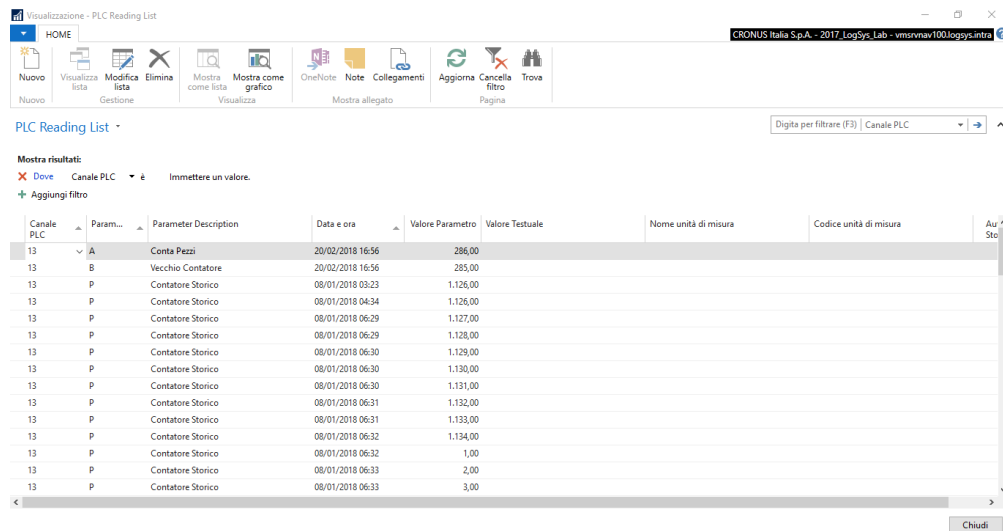 Visualizzazione - PLC Reading List
HOME
CRONUS Italia S.p.A. - 2017_LogSys_Lab - vmsrvnav100.logsys.intra
Nuovo Visualizza lista Modifica lista Elimina Mostra come lista Mostra come grafico OneNote Note Collegamenti Aggiorna Cancella filtro Trova
Nuovo Gestione Visualizza Mostra allegato Pagina
PLC Reading List
Digita per filtrare (F3) Canale PLC
Mostra risultati:
Dove Canale PLC è Immettere un valore.
Aggiungi filtro
Canale PLC Param... Parameter Description Data e ora Valore Parametro Valore Testuale Nome unità di misura Codice unità di misura
13 A Conta Pezzi 20/02/2018 16:56 286,00
13 B Vecchio Contatore 20/02/2018 16:56 285,00
13 P Contatore Storico 08/01/2018 03:23 1.126,00
13 P Contatore Storico 08/01/2018 04:34 1.126,00
13 P Contatore Storico 08/01/2018 06:29 1.127,00
13 P Contatore Storico 08/01/2018 06:29 1.128,00
13 P Contatore Storico 08/01/2018 06:30 1.129,00
13 P Contatore Storico 08/01/2018 06:30 1.130,00
13 P Contatore Storico 08/01/2018 06:30 1.131,00
13 P Contatore Storico 08/01/2018 06:31 1.132,00
13 P Contatore Storico 08/01/2018 06:31 1.133,00
13 P Contatore Storico 08/01/2018 06:32 1.134,00
13 P Contatore Storico 08/01/2018 06:32 1,00
13 P Contatore Storico 08/01/2018 06:33 2,00
13 P Contatore Storico 08/01/2018 06:33 3,00
Chiudi